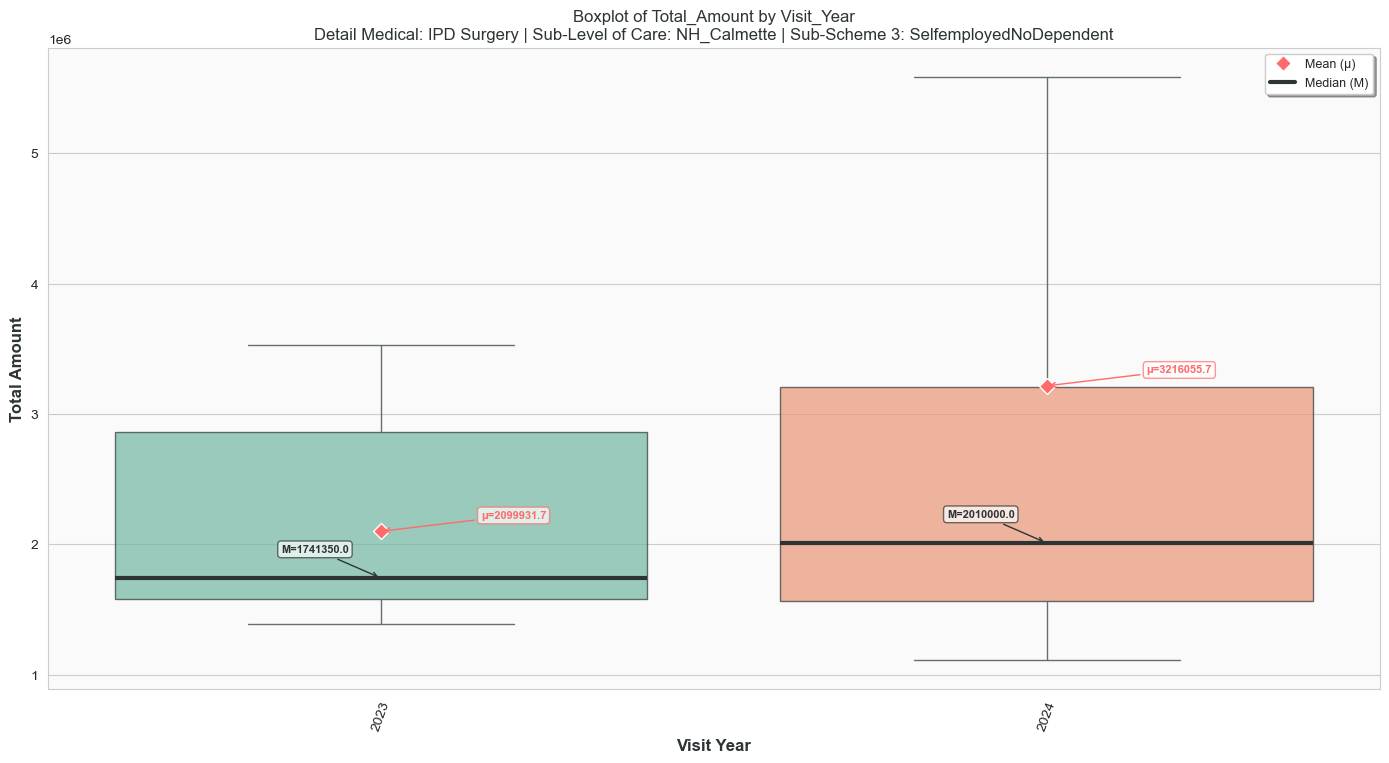 Boxplot of Total_Amount by Visit_Year
Detail Medical: IPD Surgery | Sub-Level of Care: NH_Calmette | Sub-Scheme 3: SelfemployedNoDependent
1e6
Mean (μ)
Median (M)
5
4
3
2
1
Total Amount
μ=3216055.7
μ=2099931.7
M=2010000.0
M=1741350.0
2023
2024
Visit Year